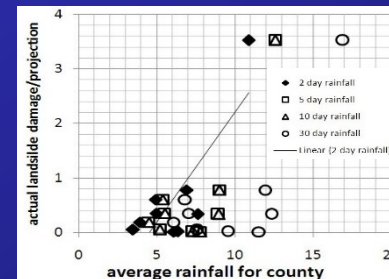 4
3
2
1
0
0 5 10 15
actual landsilde damage/projection
2 day rainfall
5 day rainfall
10 day rainfall
30 day rainfall
Linear (2 day rainfall)
average rainfall for county